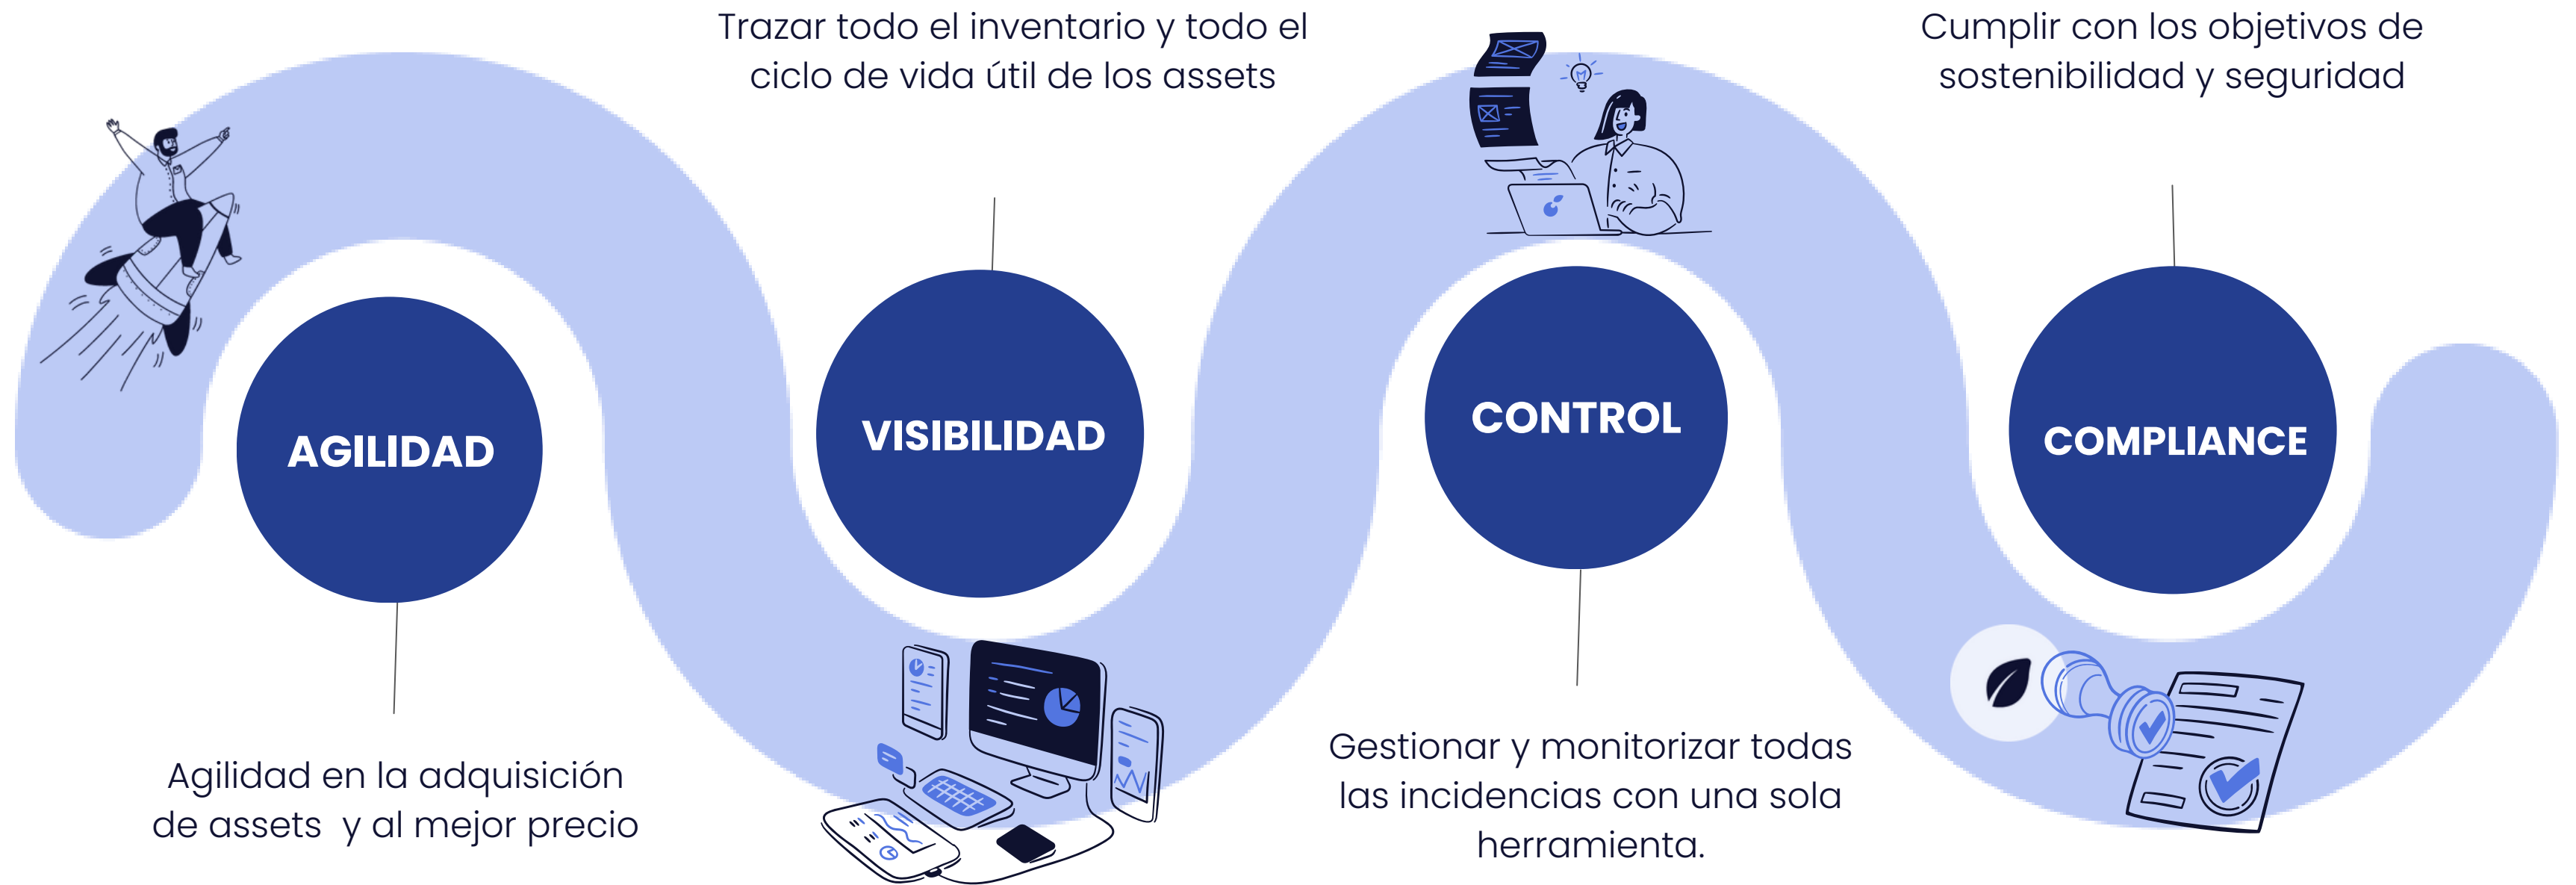 AGILIDAD
Agilidad en la adquisición
de assets  y al mejor precio
Trazar todo el inventario y todo el
ciclo de vida útil de los assets
VISIBILIDAD
CONTROL
Gestionar y monitorizar todas
las incidencias con una sola
herramienta.
Cumplir con los objetivos de
sostenibilidad y seguridad
COMPLIANCE